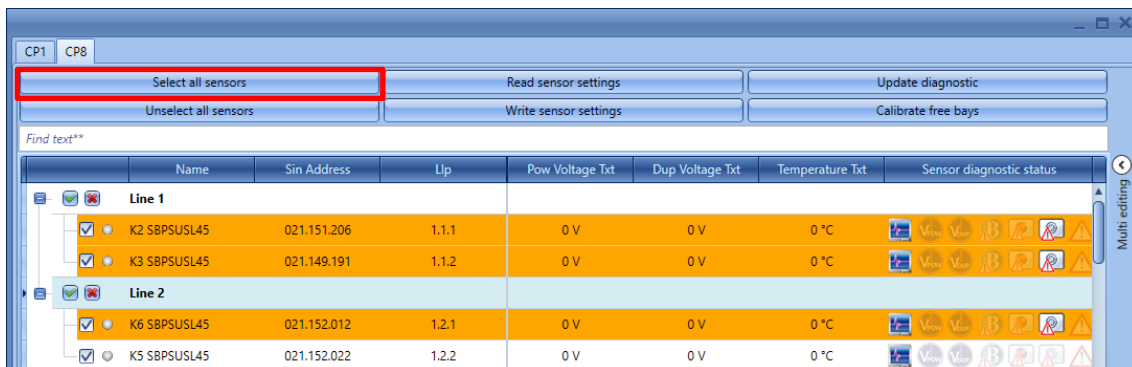 CP1 CP8
Select all sensors Read sensor settings Update diagnostic
Unselect all sensors Write sensor settings Calibrate free bays
Find text**
Name Sin Address Llp Pow Voltage Txt Dup Voltage Txt Temperature Txt Sensor diagnostic status
Line 1
K2 SBPSUSL45 021.151.206 1.1.1 0 V 0 V 0 °C
K3 SBPSUSL45 021.149.191 1.1.2 0 V 0 V 0 °C
Line 2
K6 SBPSUSL45 021.152.012 1.2.1 0 V 0 V 0 °C
K5 SBPSUSL45 021.152.022 1.2.2 0 V 0 V 0 °C
Multi editing